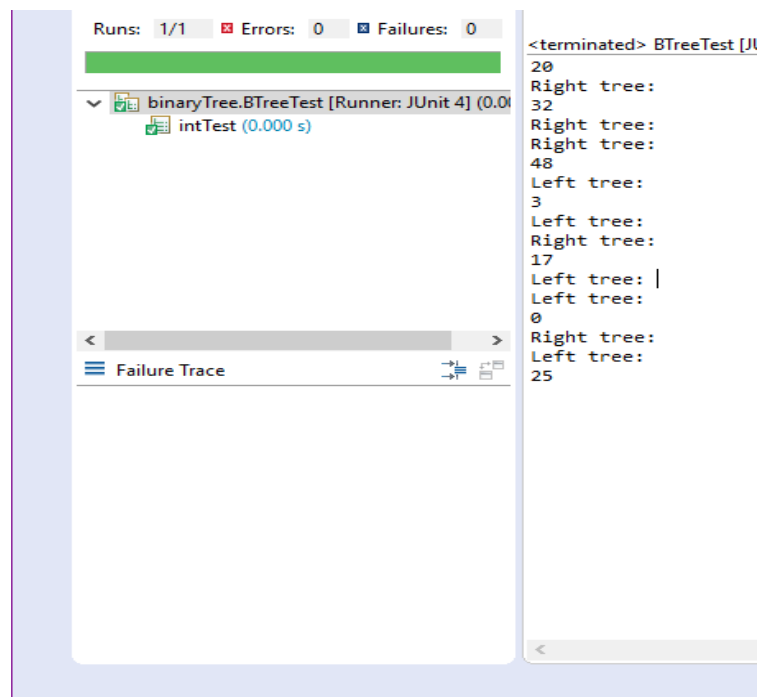 Runs: 1/1 Errors: 0 Failures: 0
binaryTree.BTreeTest [Runner: JUnit 4] (0.00
intTest (0.000 s)
Failure Trace
<terminated> BTreeTest [JU
20
Right tree:
32
Right tree:
Right tree:
48
Left tree:
3
Left tree:
Right tree:
17
Left tree:
Left tree:
0
Right tree:
Left tree:
25